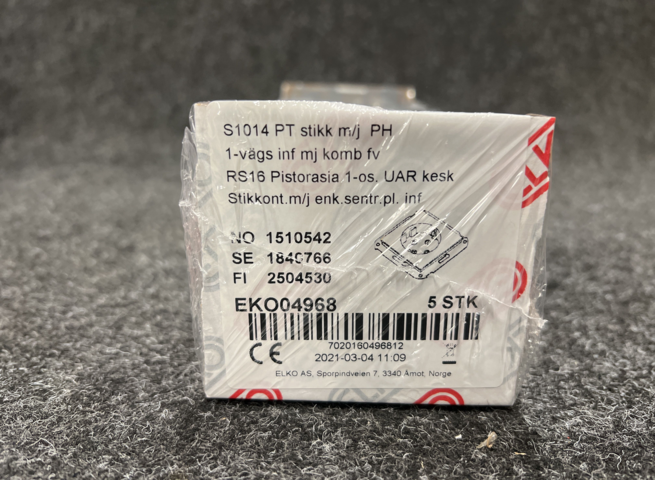 S1014 PT stikk m/j PH
1-vägs inf mj komb fv
RS16 Pistorasia 1-os. UAR kesk
Stikkont.m/j enk.sentr.pl. inf
NO 1510542
SE 1846766
FI 2504530
EKO04968 5 STK
7020160496812
CE 2021-03-04 11:09
ELKO AS, Sporpindveien 7, 3340 Åmot, Norge